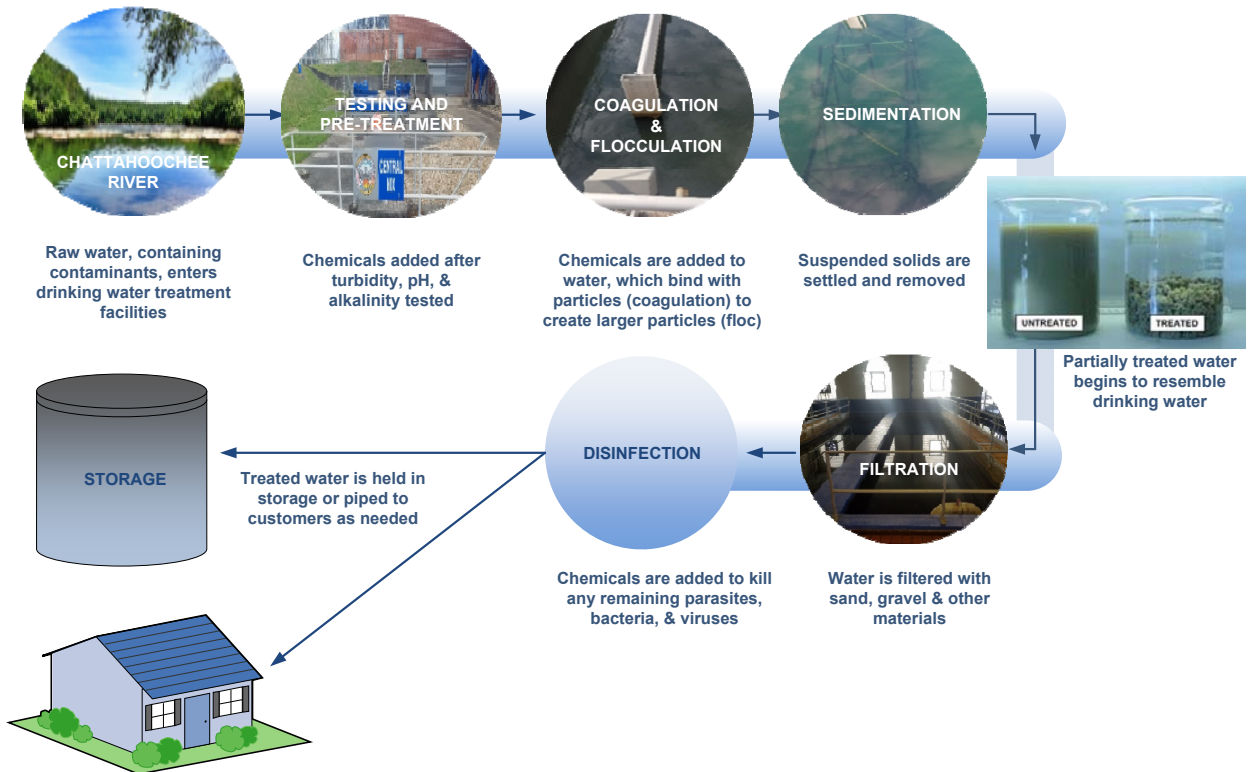 CHATTAHOOCHEE
RIVER
TESTING AND
PRE-TREATMENT
CENTRAL
MIX
COAGULATION
&
FLOCCULATION
SEDIMENTATION
Raw water, containing
contaminants, enters
drinking water treatment
facilities
Chemicals added after
turbidity, pH, &
alkalinity tested
Chemicals are added to
water, which bind with
particles (coagulation) to
create larger particles (floc)
Suspended solids are
settled and removed
UNTREATED
TREATED
Partially treated water
begins to resemble
drinking water
FILTRATION
Water is filtered with
sand, gravel & other
materials
DISINFECTION
Chemicals are added to kill
any remaining parasites,
bacteria, & viruses
Treated water is held in
storage or piped to
customers as needed
STORAGE